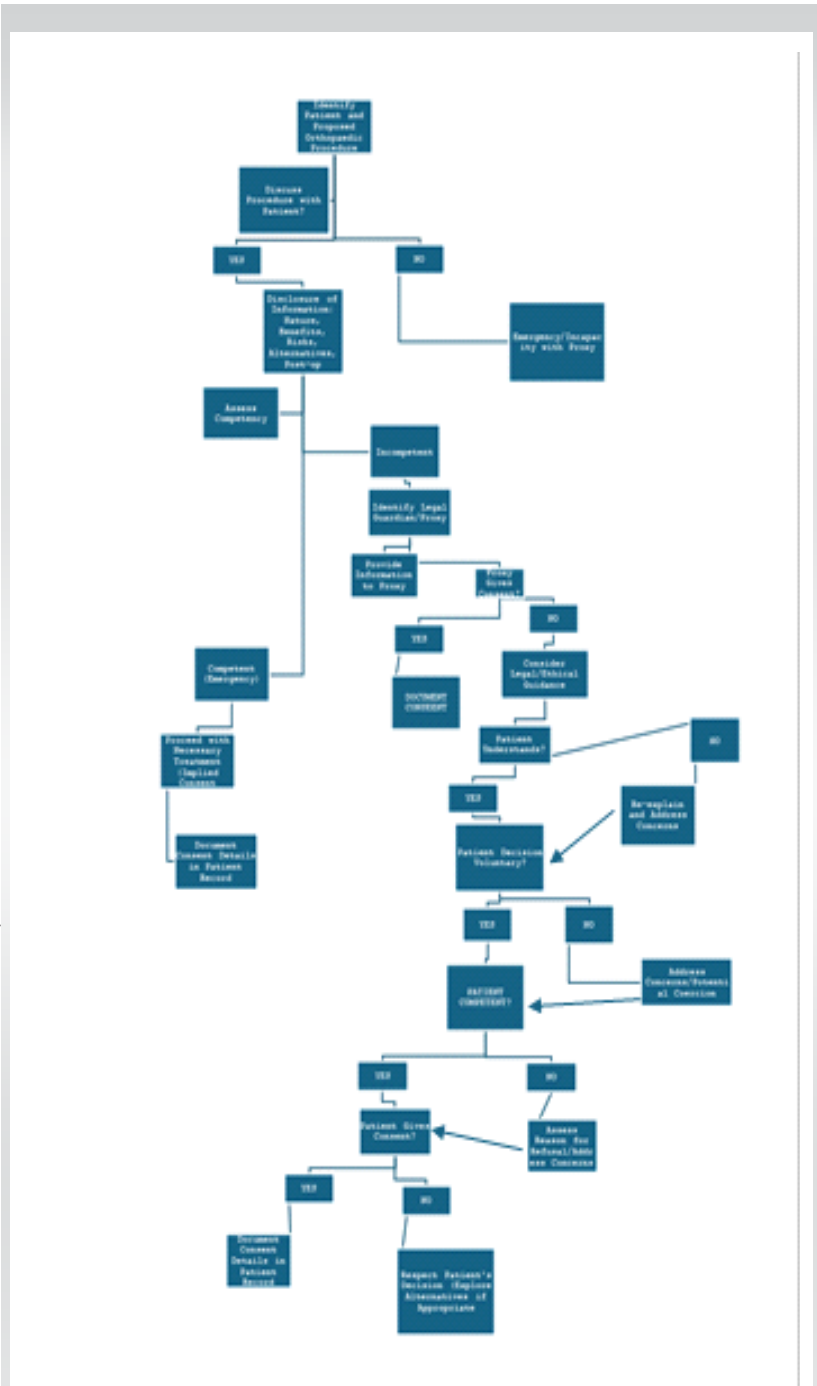 Identify
Patient and
Proposed
Orthopaedic
Procedure
Discuss
Procedure with
Patient?
YES
NO
Disclosure of
Information:
Nature,
Benefits,
Risks,
Alternatives,
Post-op
Emergency/Incapac
ity with Proxy
Assess
Competency
Incompetent
Identify Legal
Guardian/Proxy
Provide
Information
to Proxy
Proxy
Gives
Consent?
YES
NO
DOCUMENT
CONSENT
Consider
Legal/Ethical
Guidance
Competent
(Emergency)
Proceed with
Necessary
Treatment
(Implied
Consent
Document
Consent Details
in Patient
Record
Patient
Understands?
NO
YES
Re-explain
and Address
Concerns
Patient Decision
Voluntary?
YES
NO
Address
Concerns/Potenti
al Coercion
PATIENT
COMPETENT?
YES
NO
Patient Gives
Consent?
Assess
Reason for
Refusal/Addr
ess Concerns
YES
NO
Document
Consent
Details in
Patient
Record
Respect Patient's
Decision (Explore
Alternatives if
Appropriate